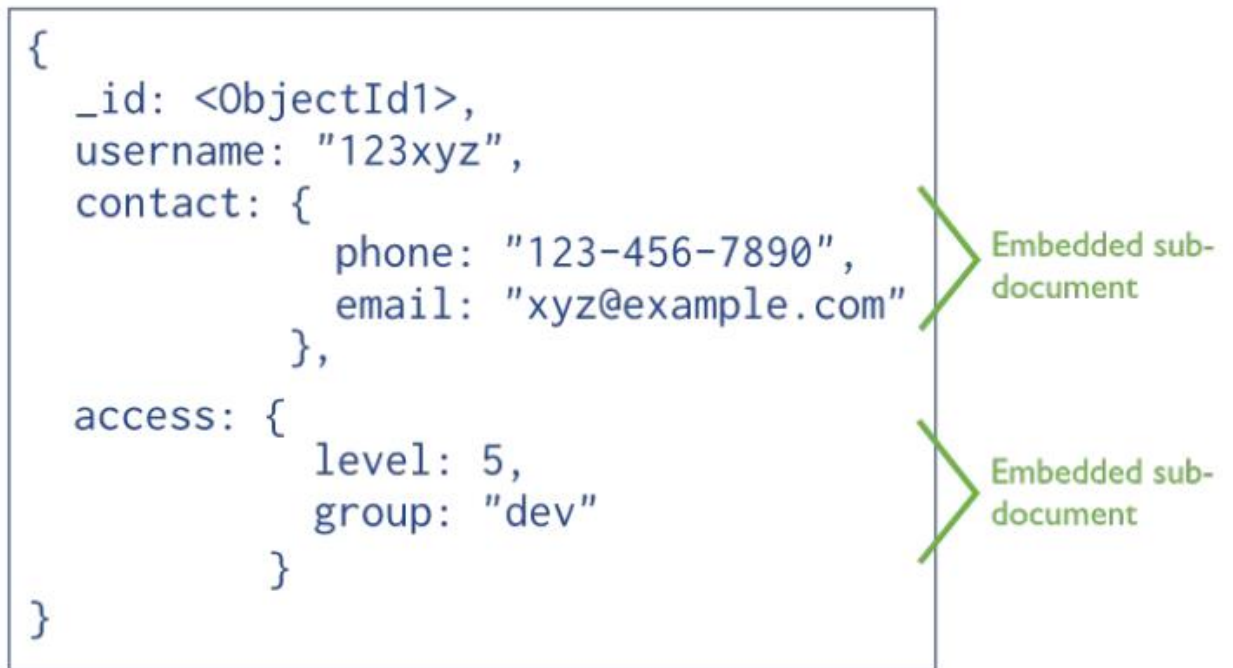 {
_id: <ObjectId1>,
username: "123xyz",
contact: {
phone: "123-456-7890",
email: "xyz@example.com"
},
access: {
level: 5,
group: "dev"
}
}
Embedded sub-
document
Embedded sub-
document